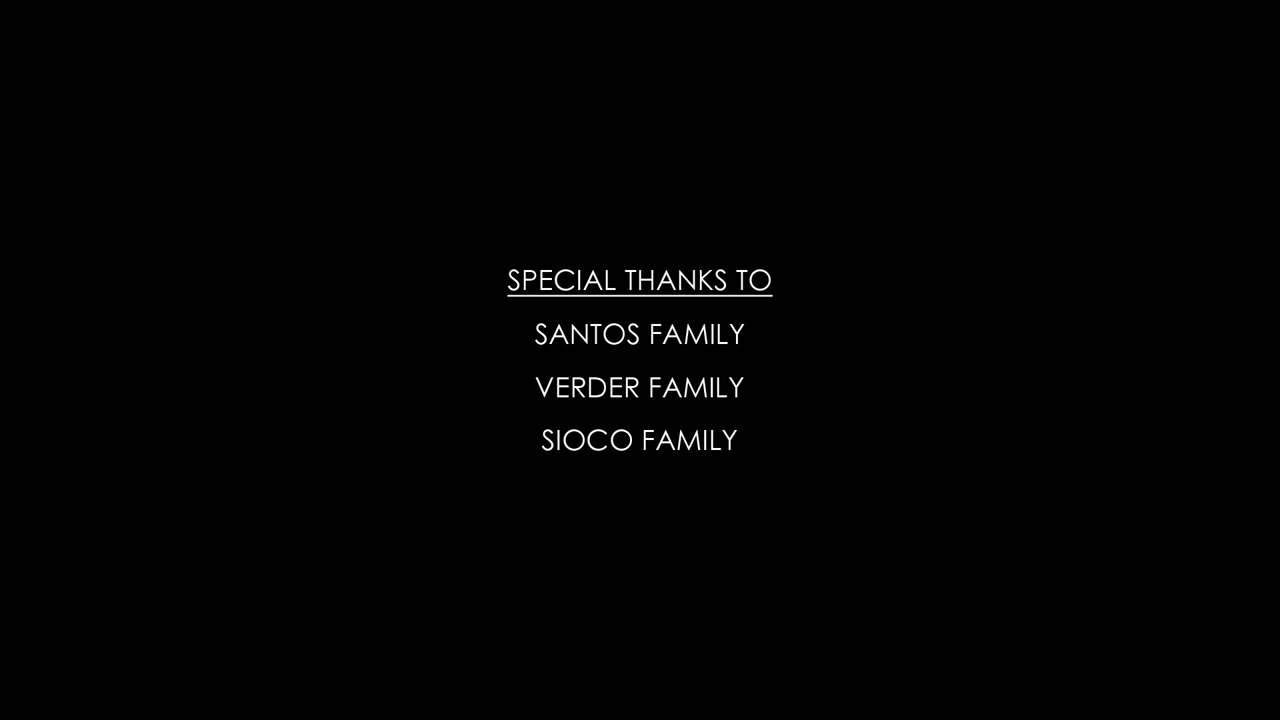 SPECIAL THANKS TO
SANTOS FAMILY
VERDER FAMILY
SIOCO FAMILY